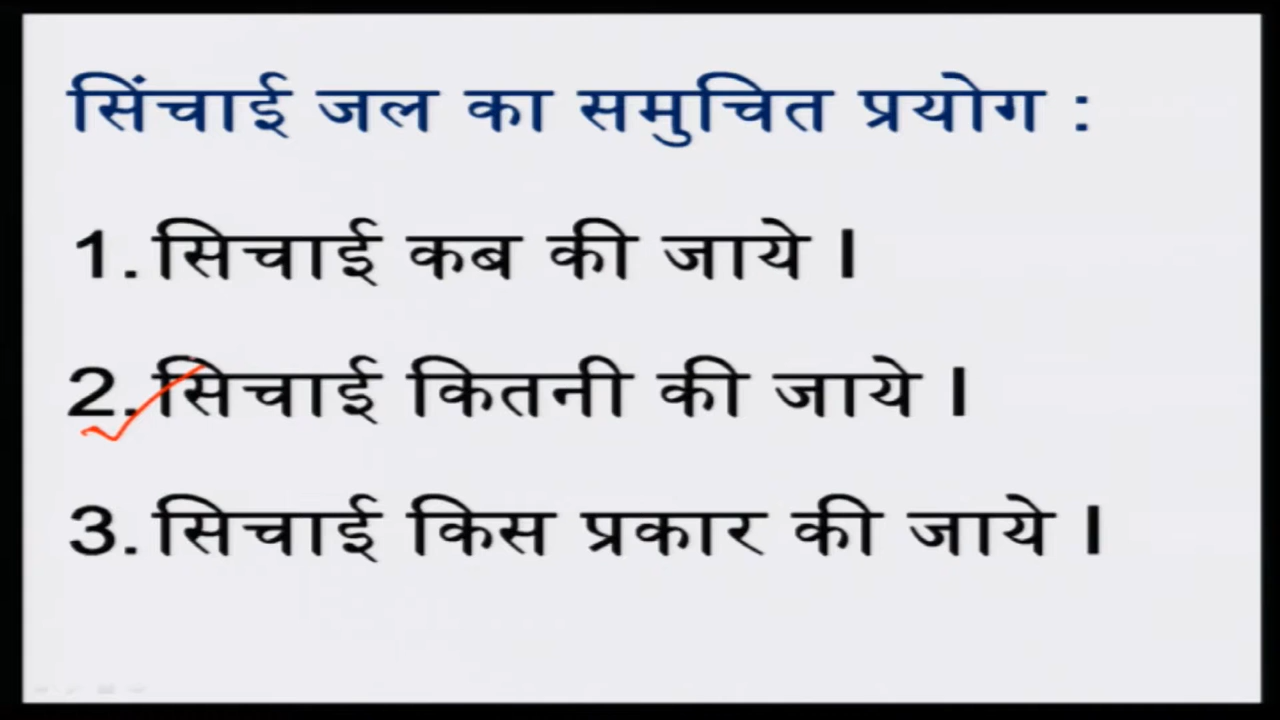 सिंचाई जल का समुचित प्रयोग :
1. सिचाई कब की जाये l
2. सिचाई कितनी की जाये l
3. सिचाई किस प्रकार की जाये l